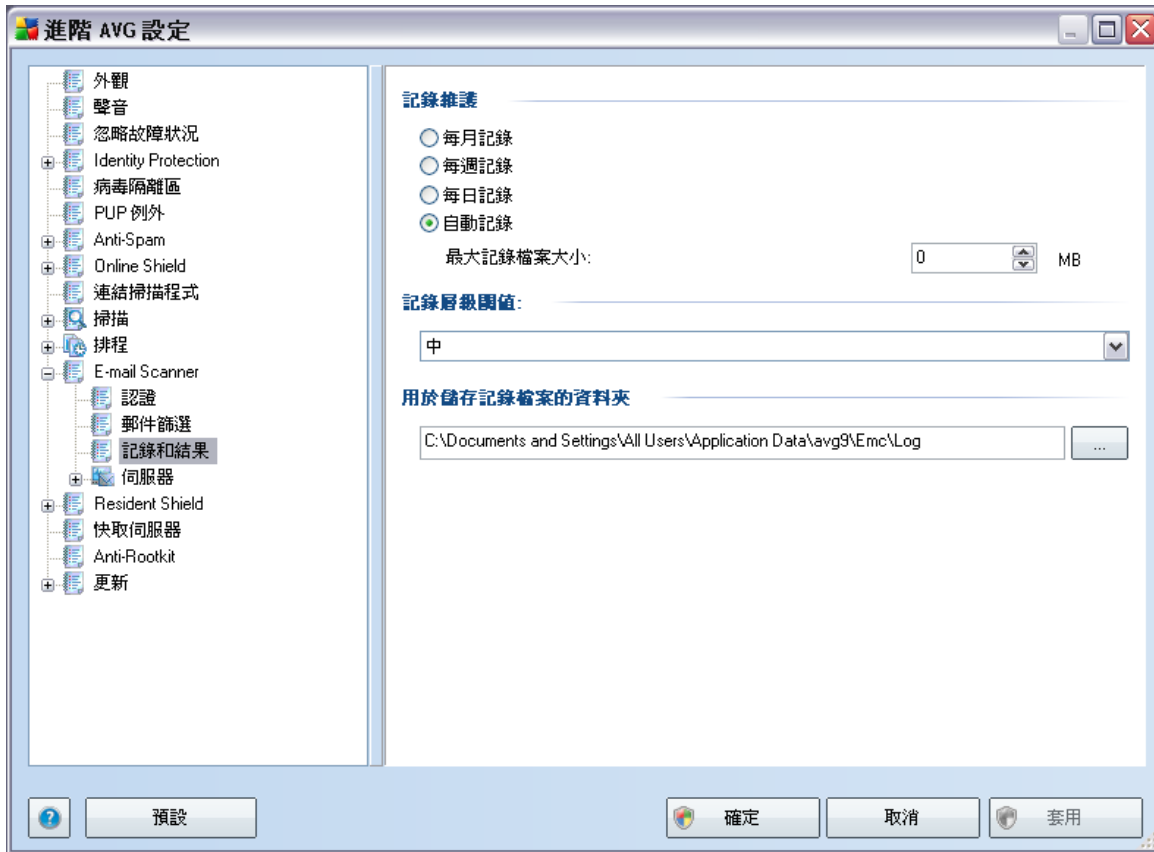 進階 AVG 設定
外觀
聲音
忽略故障狀況
Identity Protection
病毒隔離區
PUP 例外
Anti-Spam
Online Shield
連結掃描程式
掃描
排程
E-mail Scanner
認證
郵件篩選
記錄和結果
伺服器
Resident Shield
快取伺服器
Anti-Rootkit
更新
記錄維護
每月記錄
每週記錄
每日記錄
自動記錄
最大記錄檔案大小: 0 MB
記錄層級閾值:
中
用於儲存記錄檔案的資料夾
C:\Documents and Settings\All Users\Application Data\avg9\Emc\Log ...
預設 確定 取消 套用